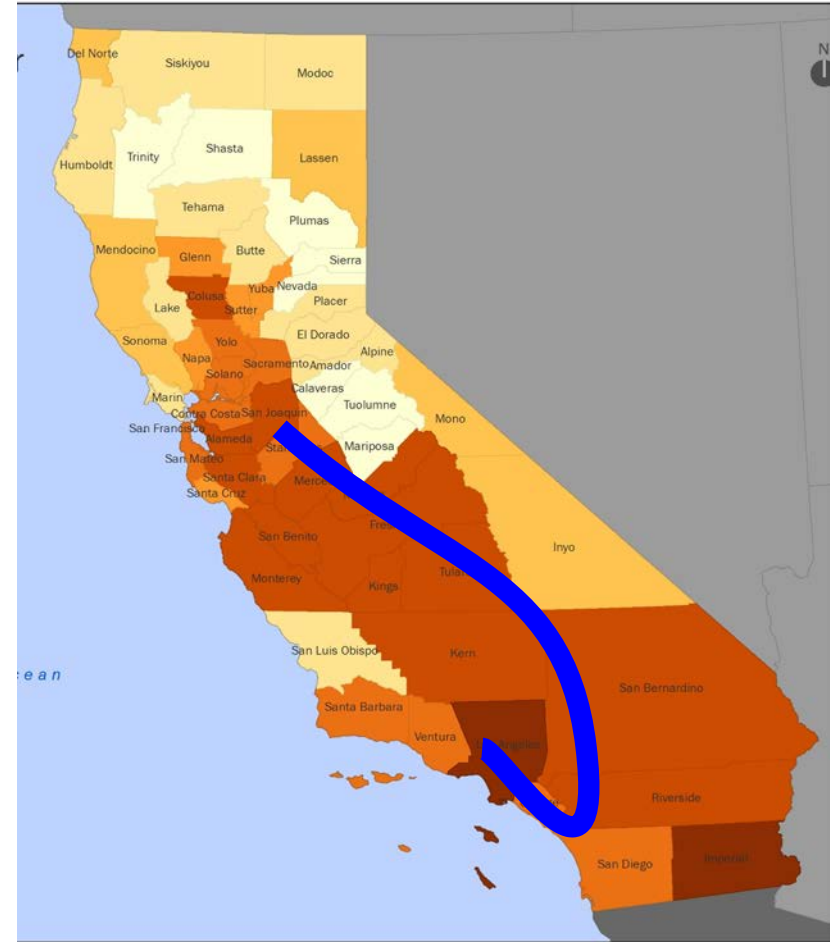 N
Del Norte
Siskiyou
Modoc
Humboldt
Trinity
Shasta
Lassen
Tehama
Plumas
Mendocino
Glenn
Butte
Sierra
Lake
Colusa
Yuba
Nevada
Sutter
Placer
Sonoma
Yolo
El Dorado
Napa
Solano
Sacramento
Amador
Alpine
Marin
Calaveras
Contra Costa
San Joaquin
Tuolumne
Mono
San Francisco
Alameda
Mariposa
San Mateo
Santa Clara
Santa Cruz
San Benito
Inyo
Monterey
Kings
San Luis Obispo
Kern
San Bernardino
Santa Barbara
Ventura
Riverside
San Diego
Imperial